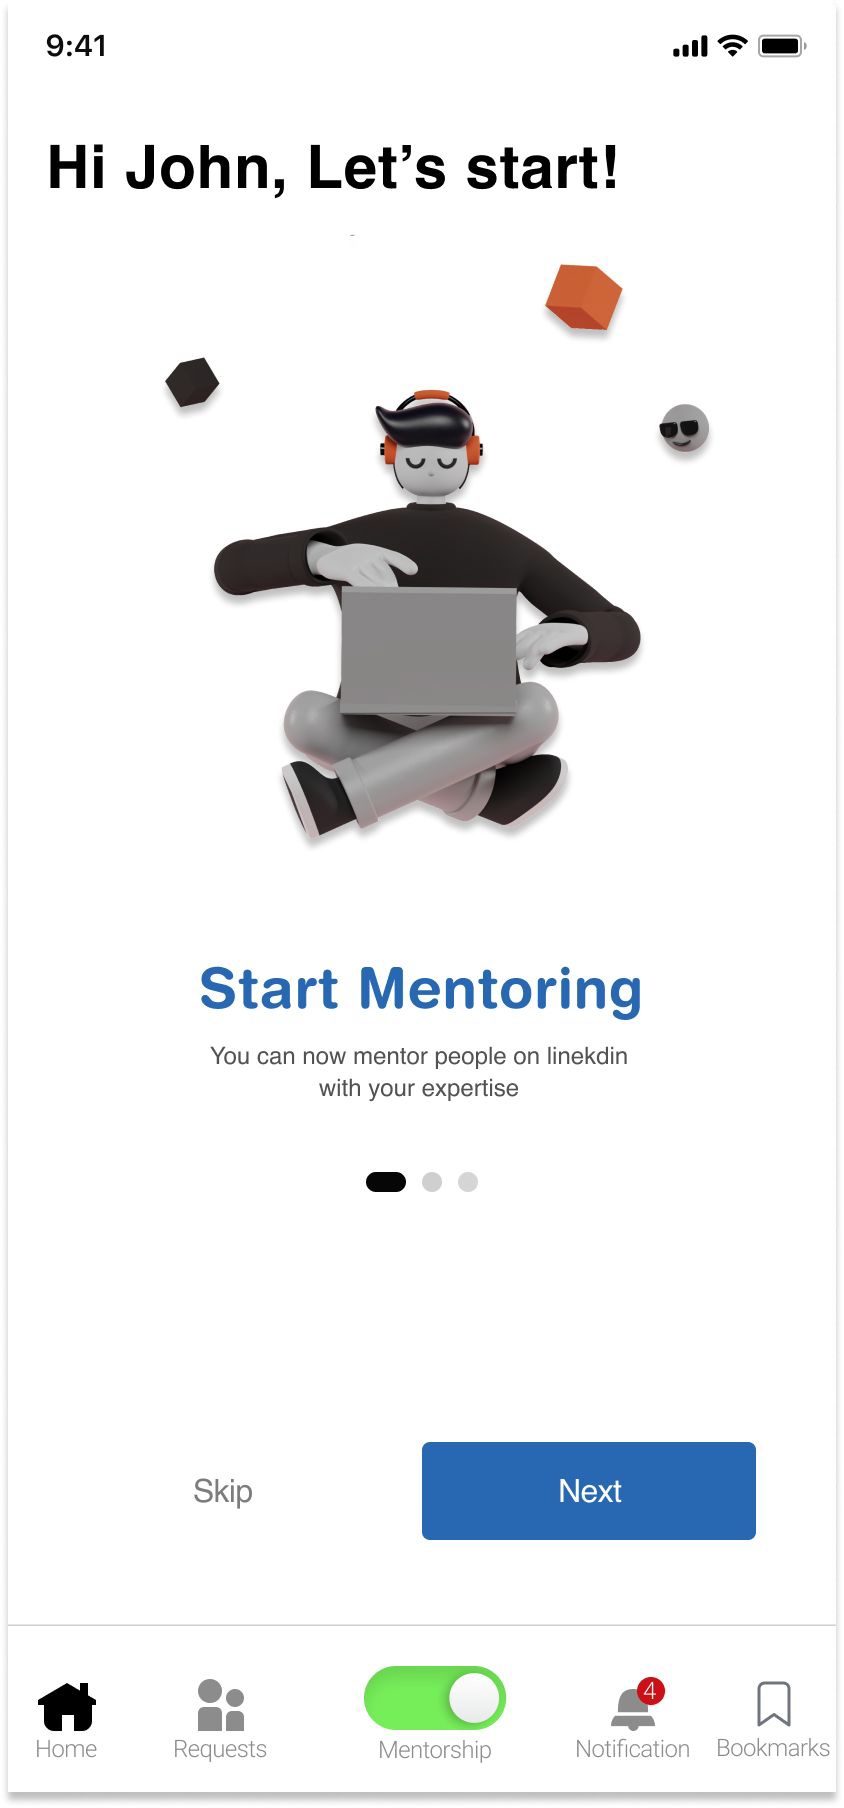 9:41
Hi John, Let’s start!
Start Mentoring
You can now mentor people on linekdin
with your expertise
Skip
Next
4
Home
Requests
Mentorship
Notification
Bookmarks